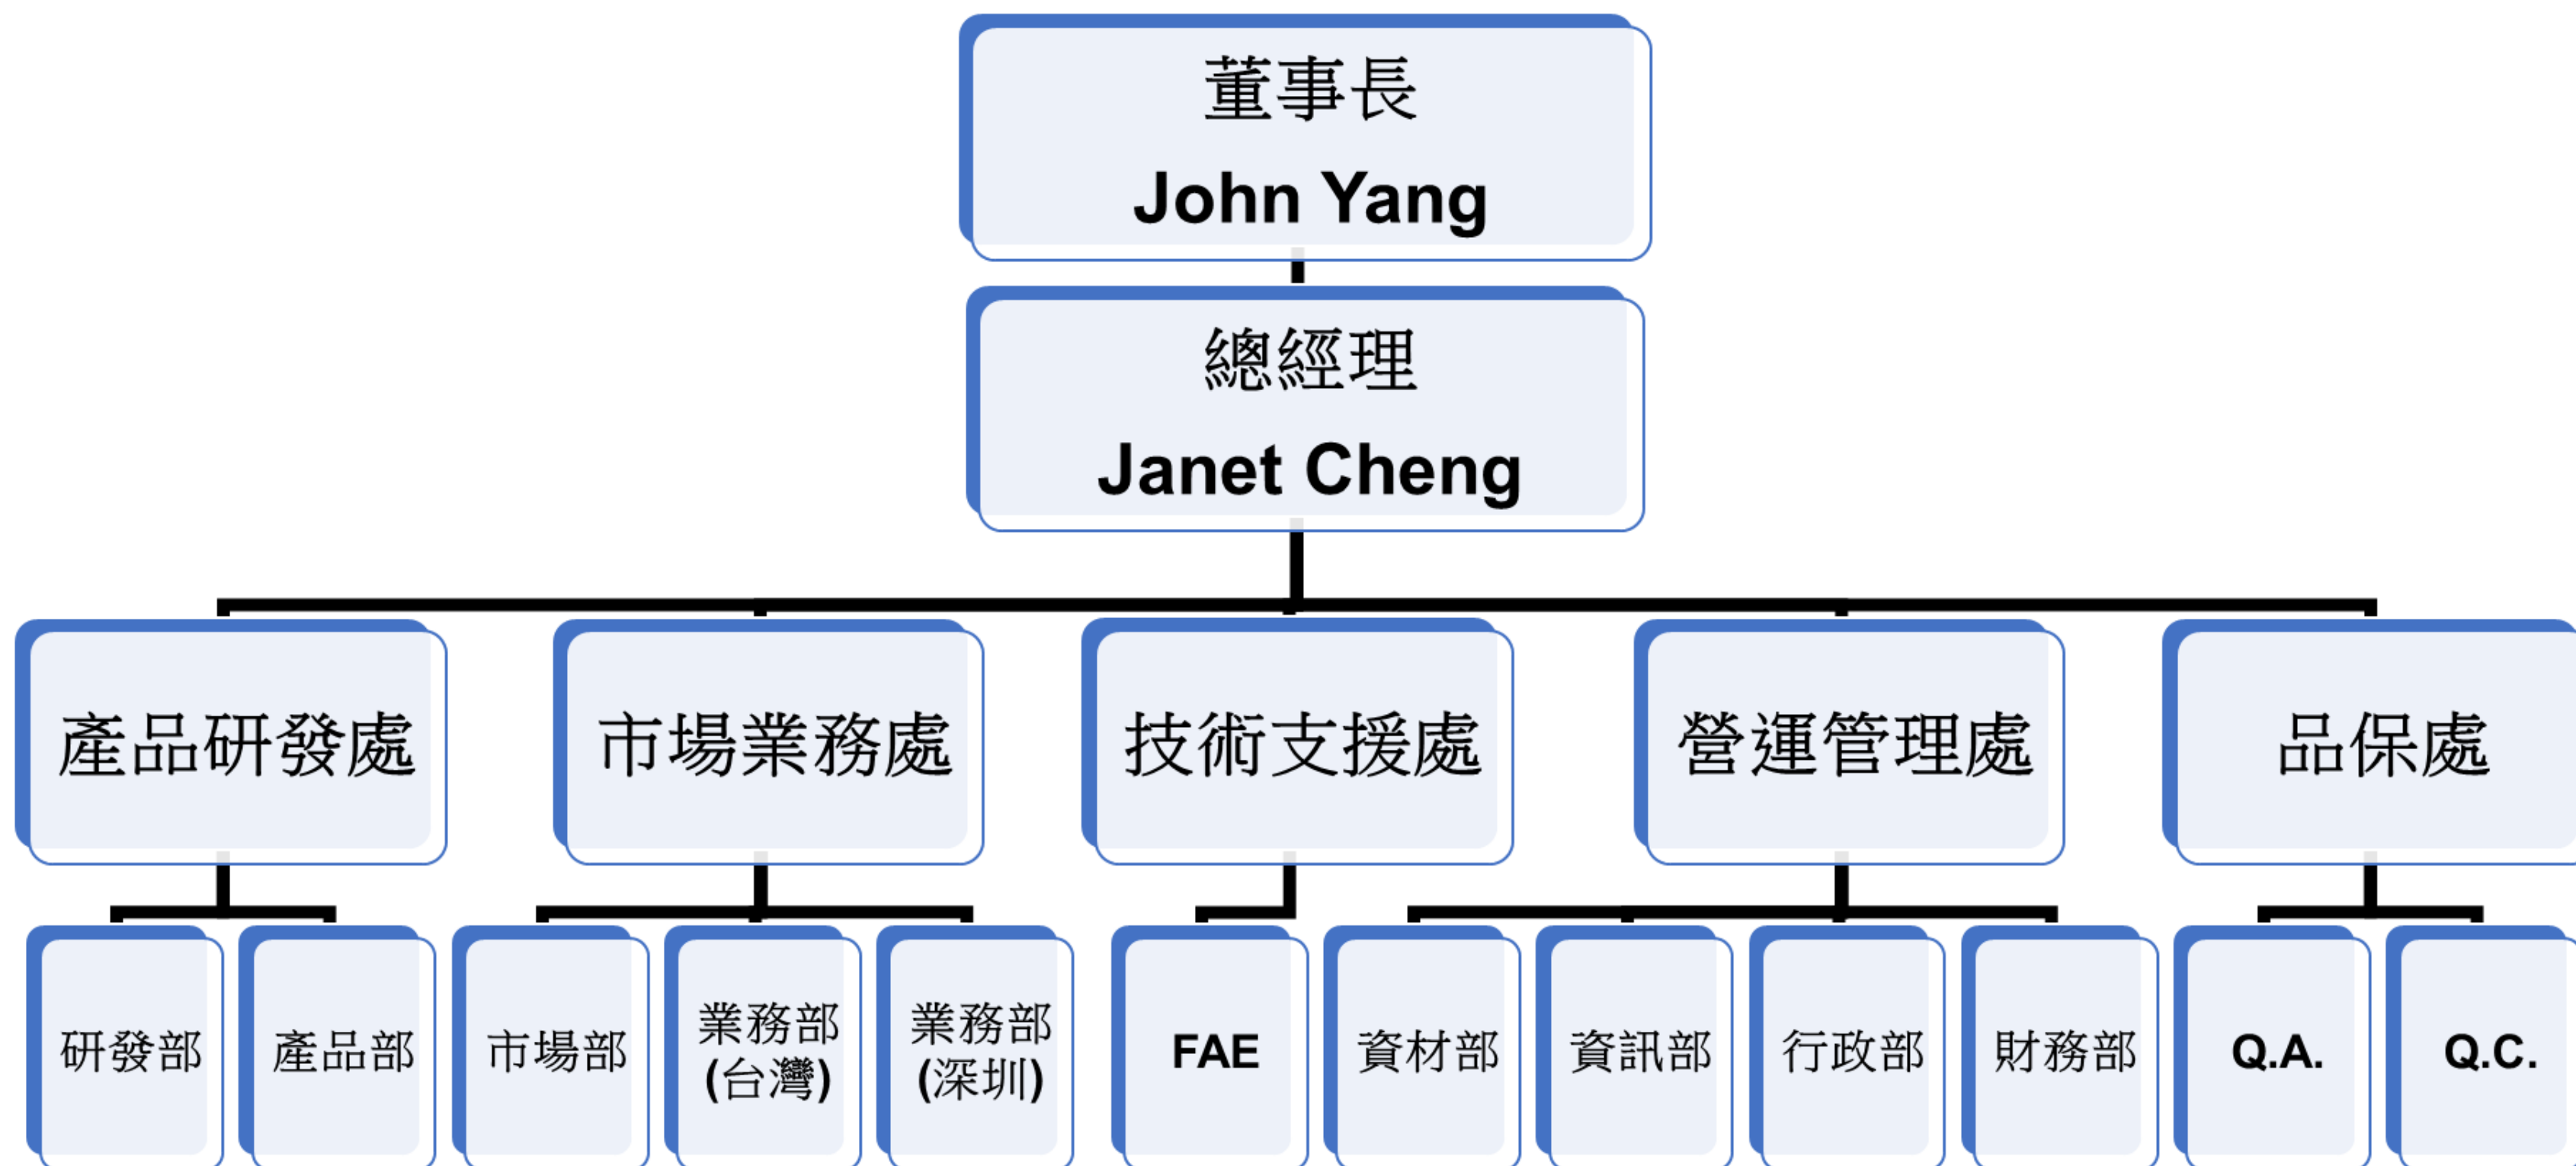 董事長
John Yang
總經理
Janet Cheng
產品研發處
市場業務處
技術支援處
營運管理處
品保處
研發部
產品部
市場部
業務部
(台灣)
業務部
(深圳)
FAE
資材部
資訊部
行政部
財務部
Q.A.
Q.C.